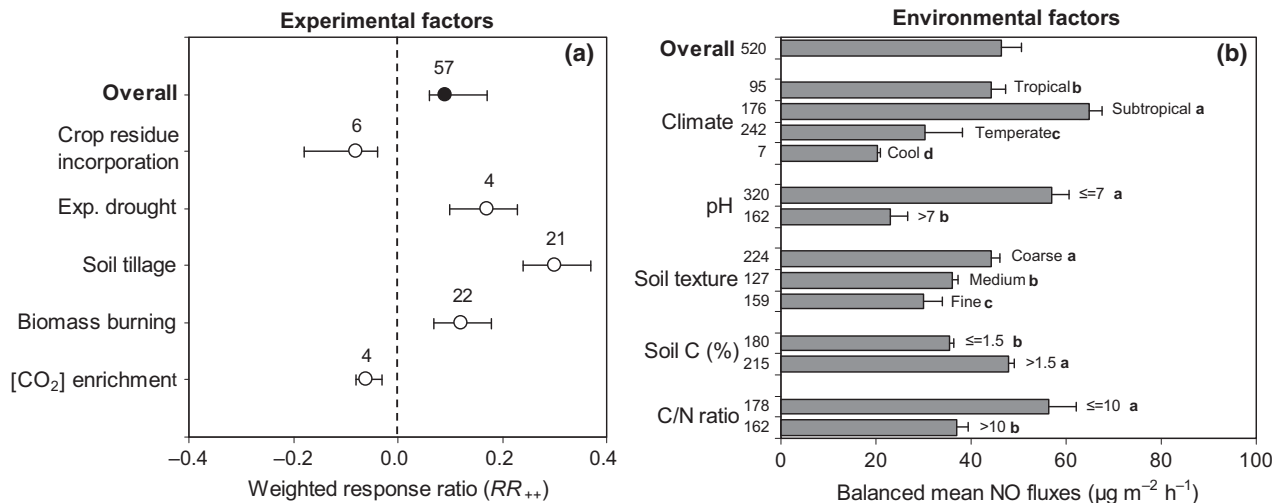 Experimental factors
(a)
Overall
57
Crop residue
incorporation
6
Exp. drought
4
Soil tillage
21
Biomass burning
22
[CO₂] enrichment
4
–0.4
–0.2
0.0
0.2
0.4
Weighted response ratio (RR₊₊)
Environmental factors
(b)
Overall 520
Climate
95 Tropical b
176 Subtropical a
242 Temperate c
7 Cool d
pH
320 ≤=7 a
162 >7 b
Soil texture
224 Coarse a
127 Medium b
159 Fine c
Soil C (%)
180 ≤=1.5 b
215 >1.5 a
C/N ratio
178 ≤=10 a
162 >10 b
0
20
40
60
80
100
Balanced mean NO fluxes (µg m⁻² h⁻¹)